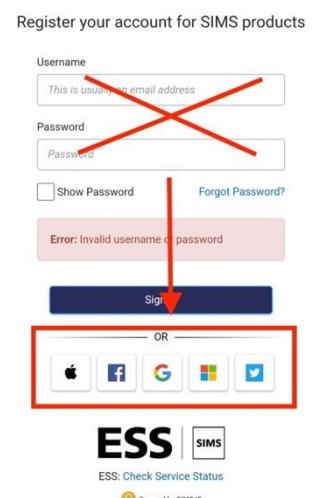 Register your account for SIMS products
Username
This is usually an email address
Password
Password
Show Password
Forgot Password?
Error: Invalid username or password
Sign
OR
ESS SIMS
ESS: Check Service Status